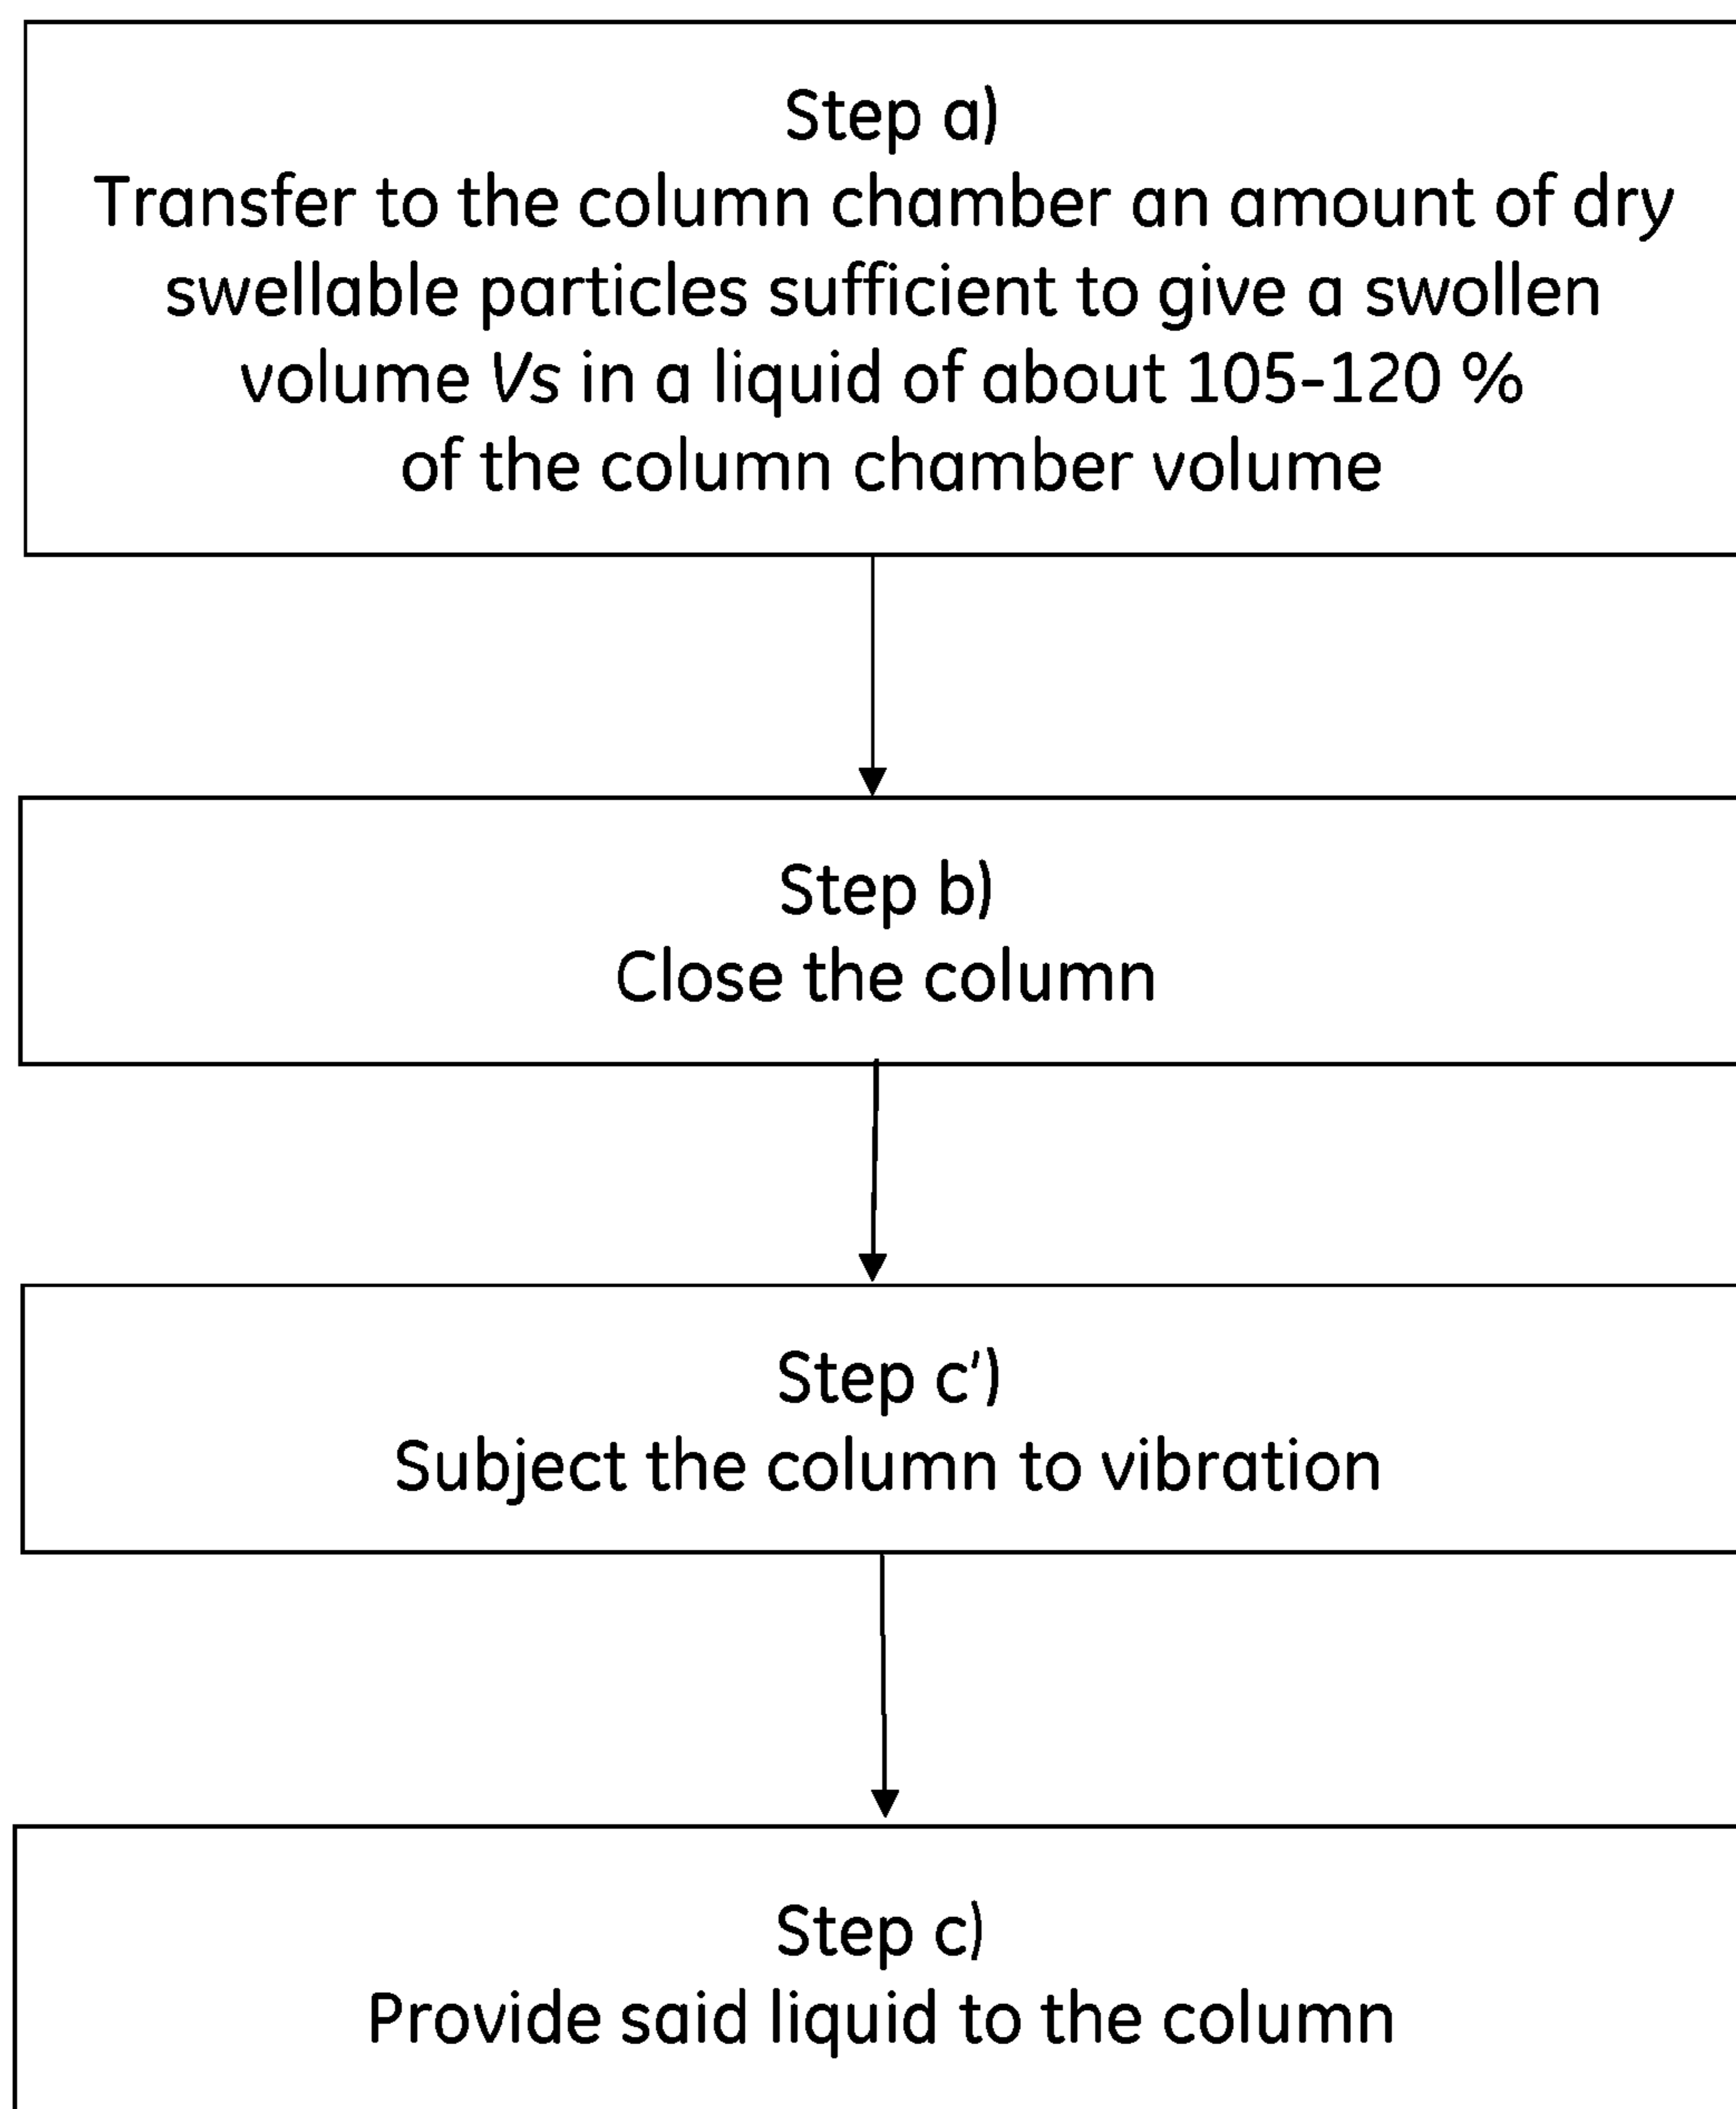 Step a)
Transfer to the column chamber an amount of dry
swellable particles sufficient to give a swollen
volume Vs in a liquid of about 105-120 %
of the column chamber volume
Step b)
Close the column
Step c')
Subject the column to vibration
Step c)
Provide said liquid to the column